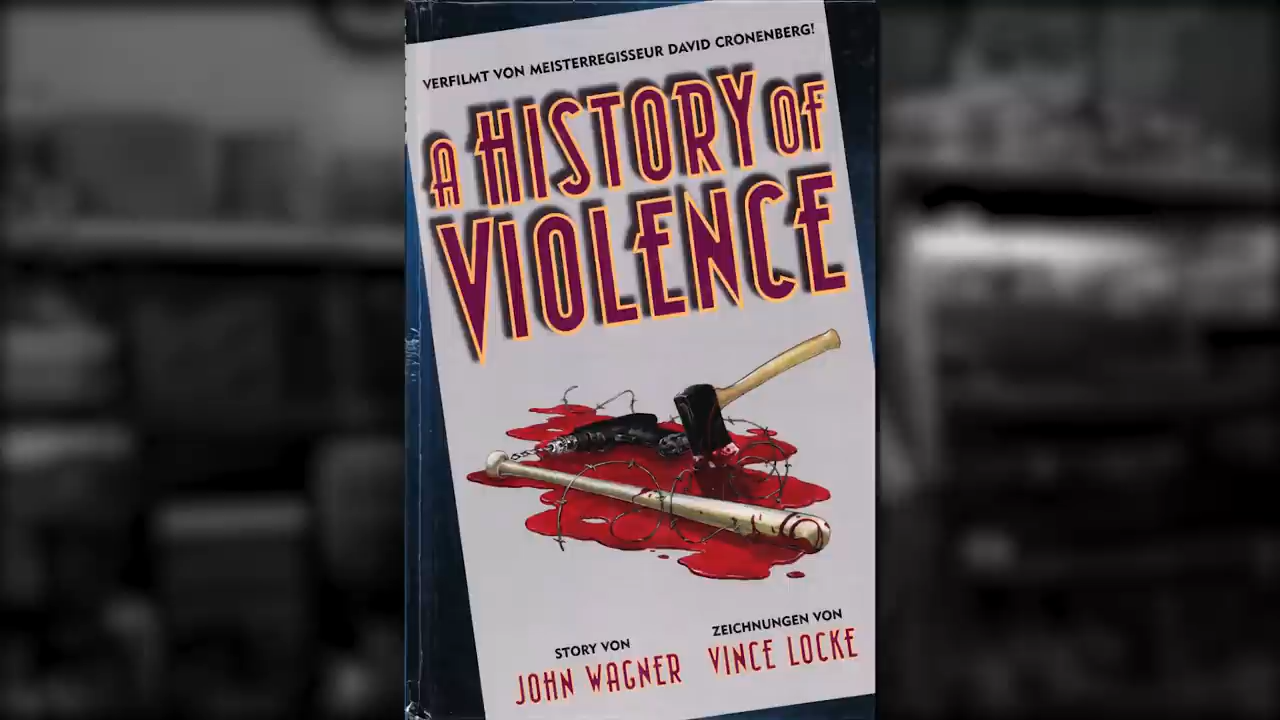 VERFILMT VON MEISTERREGISSEUR DAVID CRONENBERG!
A HISTORY OF
VIOLENCE
STORY VON
JOHN WAGNER
ZEICHNUNGEN VON
VINCE LOCKE